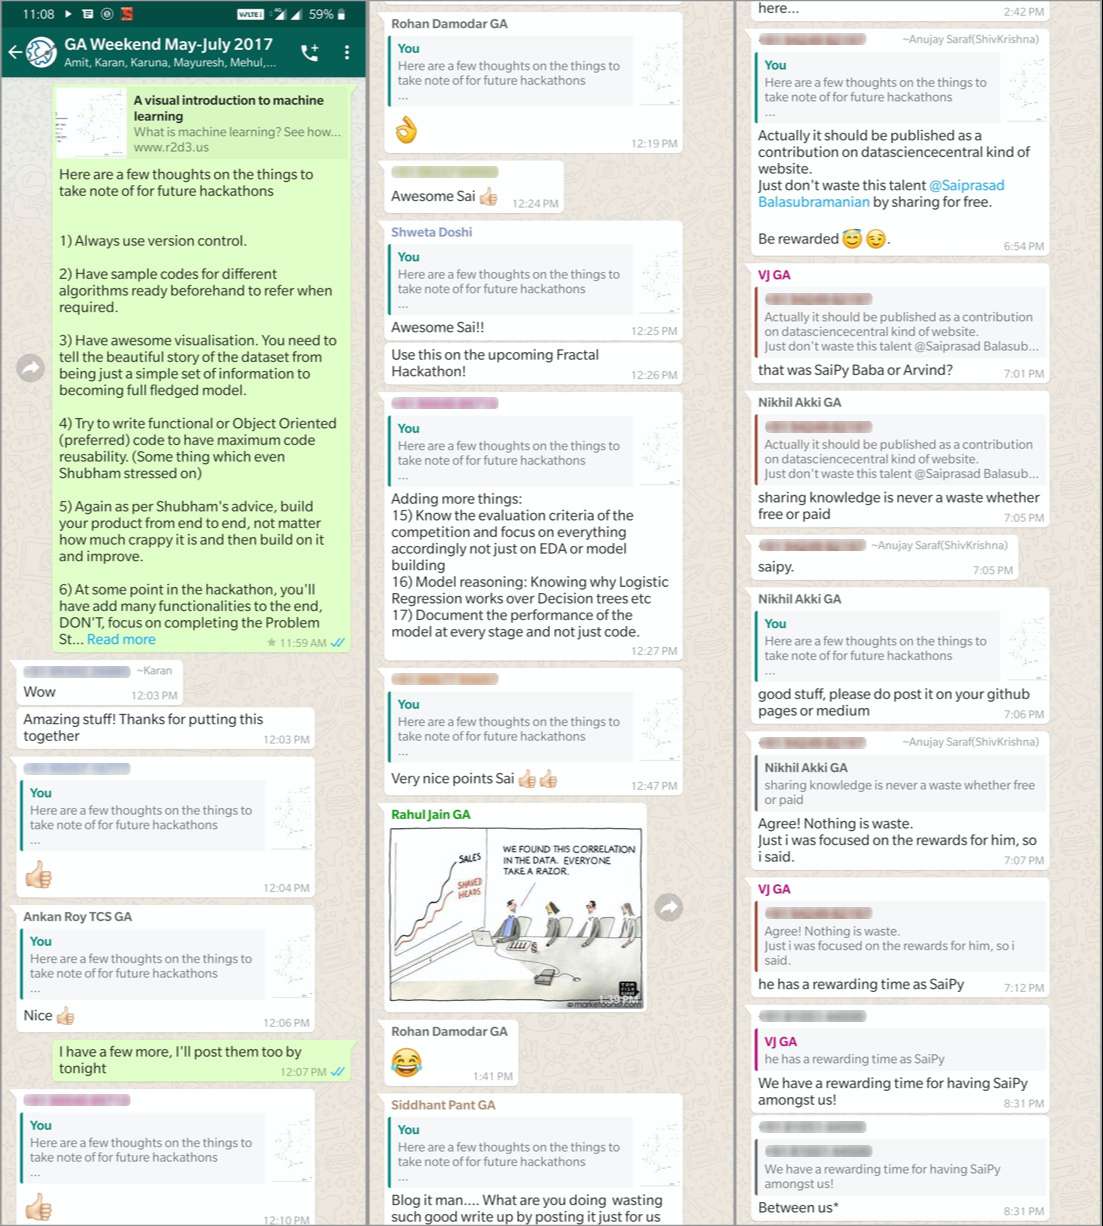 11:08
VoLTE
4G
59%
GA Weekend May-July 2017
Amit, Karan, Karuna, Mayuresh, Mehul,...
A visual introduction to machine
learning
What is machine learning? See how...
www.r2d3.us
Here are a few thoughts on the things to
take note of for future hackathons
1) Always use version control.
2) Have sample codes for different
algorithms ready beforehand to refer when
required.
3) Have awesome visualisation. You need to
tell the beautiful story of the dataset from
being just a simple set of information to
becoming full fledged model.
4) Try to write functional or Object Oriented
(preferred) code to have maximum code
reusability. (Some thing which even
Shubham stressed on)
5) Again as per Shubham's advice, build
your product from end to end, not matter
how much crappy it is and then build on it
and improve.
6) At some point in the hackathon, you'll
have add many functionalities to the end,
DON'T, focus on completing the Problem
St... Read more
11:59 AM
~Karan
Wow
12:03 PM
Amazing stuff! Thanks for putting this
together
12:03 PM
You
Here are a few thoughts on the things to
take note of for future hackathons
...
12:04 PM
Ankan Roy TCS GA
You
Here are a few thoughts on the things to
take note of for future hackathons
...
Nice 👍
12:06 PM
I have a few more, I'll post them too by
tonight
12:07 PM
You
Here are a few thoughts on the things to
take note of for future hackathons
...
12:10 PM
Rohan Damodar GA
You
Here are a few thoughts on the things to
take note of for future hackathons
...
12:19 PM
Awesome Sai 👍
12:24 PM
Shweta Doshi
You
Here are a few thoughts on the things to
take note of for future hackathons
...
Awesome Sai!!
12:25 PM
Use this on the upcoming Fractal
Hackathon!
12:26 PM
You
Here are a few thoughts on the things to
take note of for future hackathons
...
Adding more things:
15) Know the evaluation criteria of the
competition and focus on everything
accordingly not just on EDA or model
building
16) Model reasoning: Knowing why Logistic
Regression works over Decision trees etc
17) Document the performance of the
model at every stage and not just code.
12:27 PM
You
Here are a few thoughts on the things to
take note of for future hackathons
...
Very nice points Sai 👍👍
12:47 PM
Rahul Jain GA
SALES
SHAVED
HEADS
WE FOUND THIS CORRELATION
IN THE DATA. EVERYONE
TAKE A RAZOR.
TOM
FISH
BURNE
© marketoonist.com
1:39 PM
Rohan Damodar GA
1:41 PM
Siddhant Pant GA
You
Here are a few thoughts on the things to
take note of for future hackathons
...
Blog it man.... What are you doing wasting
such good write up by posting it just for us
here...
2:42 PM
~Anujay Saraf(ShivKrishna)
You
Here are a few thoughts on the things to
take note of for future hackathons
...
Actually it should be published as a
contribution on datasciencecentral kind of
website.
Just don't waste this talent @Saiprasad
Balasubramanian by sharing for free.
Be rewarded 😇😉.
6:54 PM
VJ GA
Actually it should be published as a contribution
on datasciencecentral kind of website.
Just don't waste this talent @Saiprasad Balasub...
that was SaiPy Baba or Arvind?
7:01 PM
Nikhil Akki GA
Actually it should be published as a contribution
on datasciencecentral kind of website.
Just don't waste this talent @Saiprasad Balasub...
sharing knowledge is never a waste whether
free or paid
7:05 PM
~Anujay Saraf(ShivKrishna)
saipy.
7:05 PM
Nikhil Akki GA
You
Here are a few thoughts on the things to
take note of for future hackathons
...
good stuff, please do post it on your github
pages or medium
7:06 PM
~Anujay Saraf(ShivKrishna)
Nikhil Akki GA
sharing knowledge is never a waste whether free
or paid
Agree! Nothing is waste.
Just i was focused on the rewards for him, so
i said.
7:07 PM
VJ GA
Agree! Nothing is waste.
Just i was focused on the rewards for him, so i
said.
he has a rewarding time as SaiPy
7:12 PM
VJ GA
he has a rewarding time as SaiPy
We have a rewarding time for having SaiPy
amongst us!
8:31 PM
We have a rewarding time for having SaiPy
amongst us!
Between us*
8:31 PM